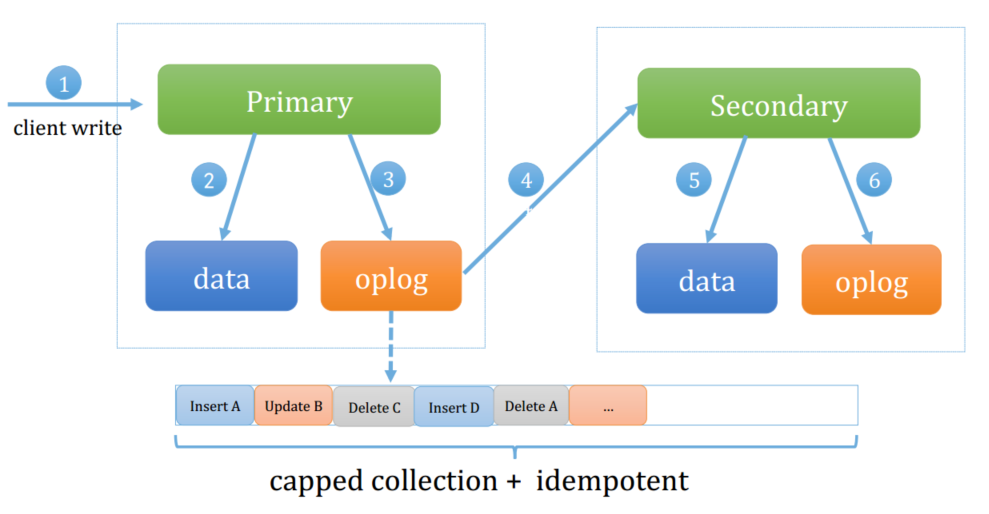 1
client write
Primary
2
3
data
oplog
4
Secondary
5
6
data
oplog
Insert A
Update B
Delete C
Insert D
Delete A
...
capped collection + idempotent